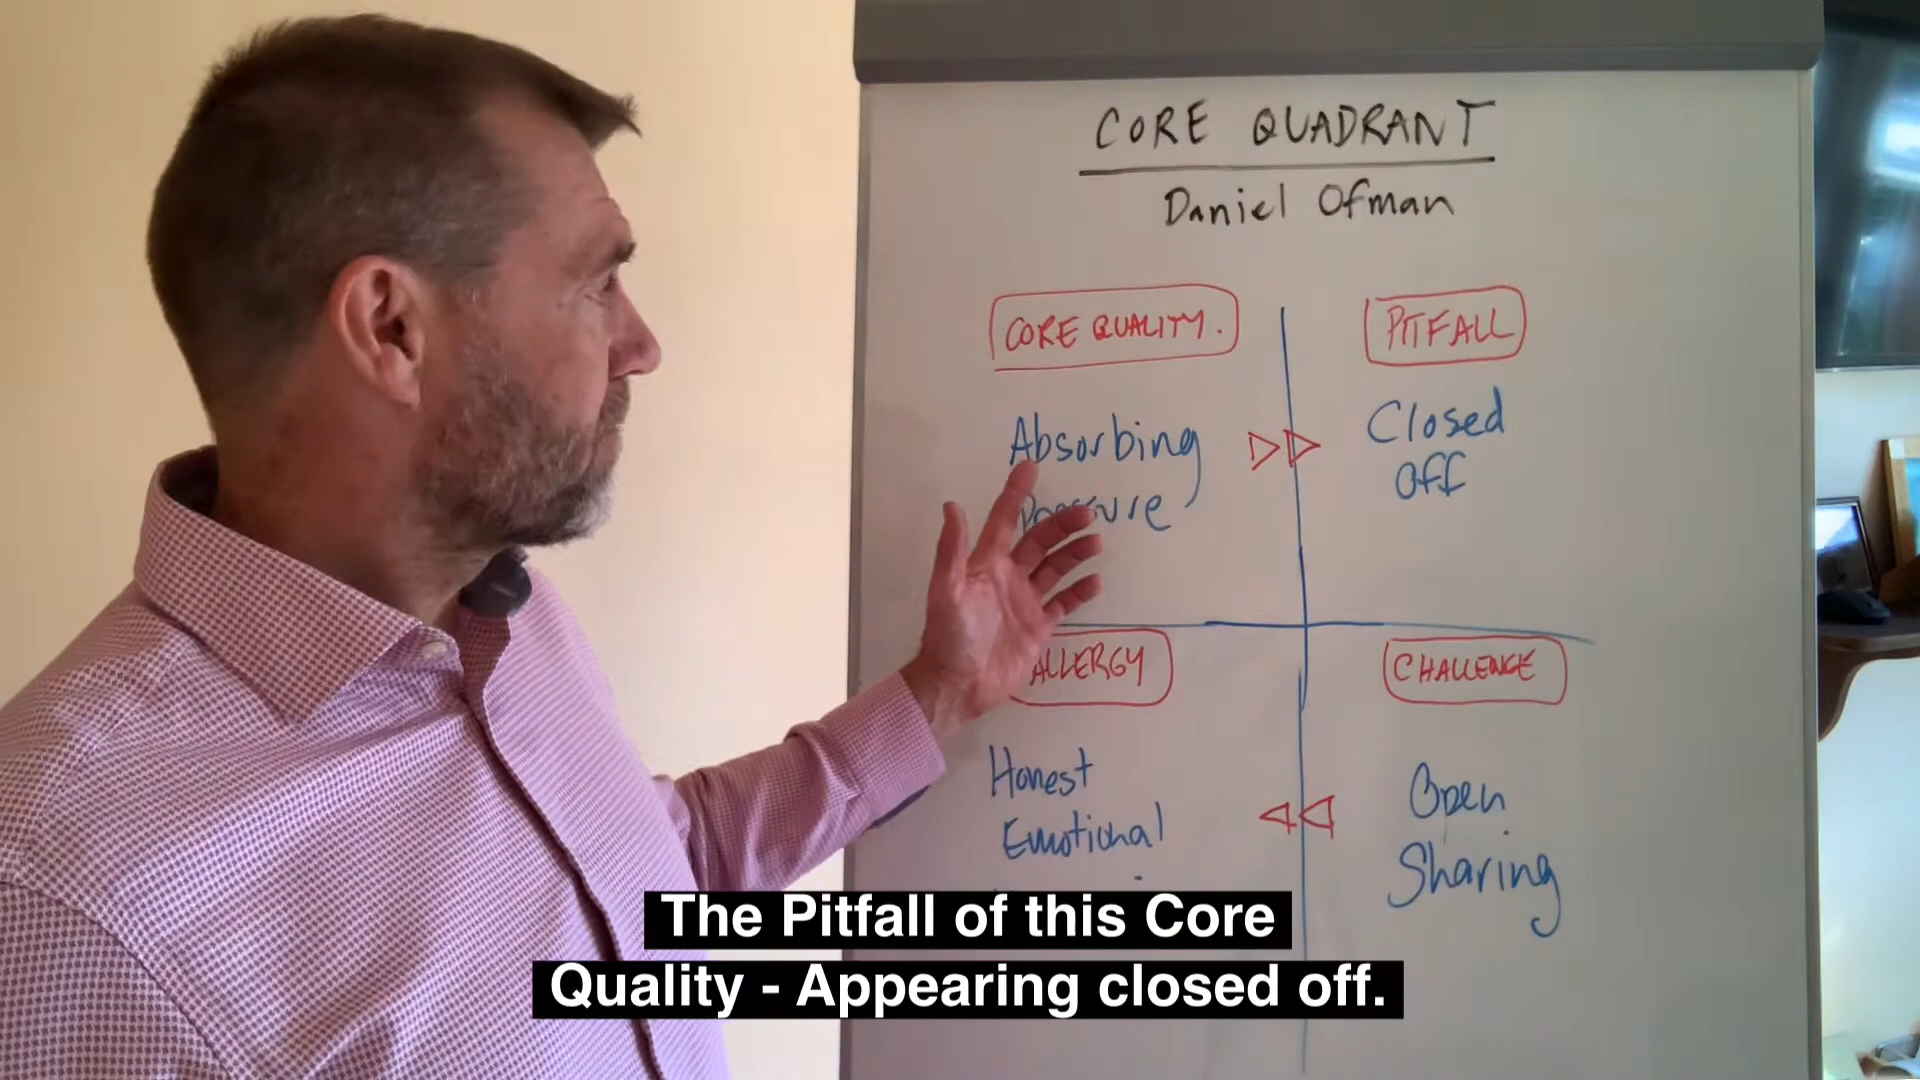 CORE QUADRANT
Daniel Ofman
CORE QUALITY.
PITFALL
Absorbing
Pressure
Closed
Off
ALLERGY
CHALLENGE
Honest
Emotional
Open
Sharing
The Pitfall of this Core
Quality - Appearing closed off.